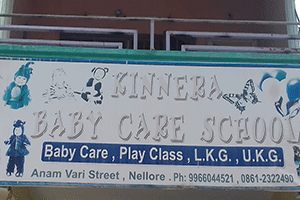 KINNERA
BABY CARE SCHOOL
Baby Care , Play Class , L.K.G. , U.K.G.
Anam Vari Street , Nellore - Ph: 9966044521 , 0861-2322490